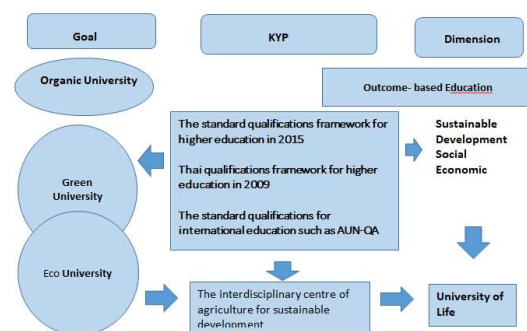 Goal
KYP
Dimension
Organic University
Outcome- based Education
The standard qualifications framework for
higher education in 2015
Thai qualifications framework for higher
education in 2009
The standard qualifications for
international education such as AUN-QA
Sustainable
Development
Social
Economic
Green
University
Eco University
The interdisciplinary centre of
agriculture for sustainable
development
University of
Life